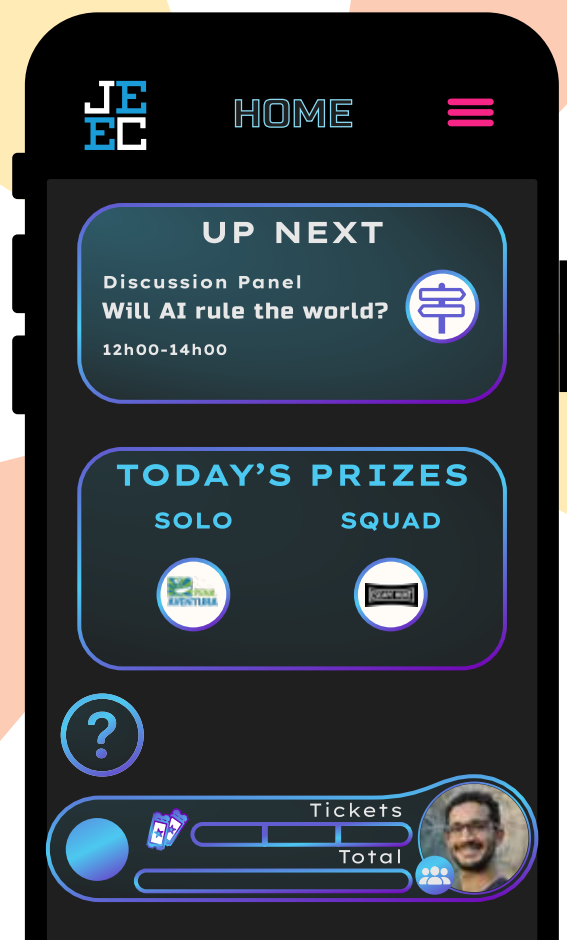 JE
EC
HOME
UP NEXT
Discussion Panel
Will AI rule the world?
12h00-14h00
TODAY'S PRIZES
SOLO SQUAD
AVENTURA
?
Tickets
Total